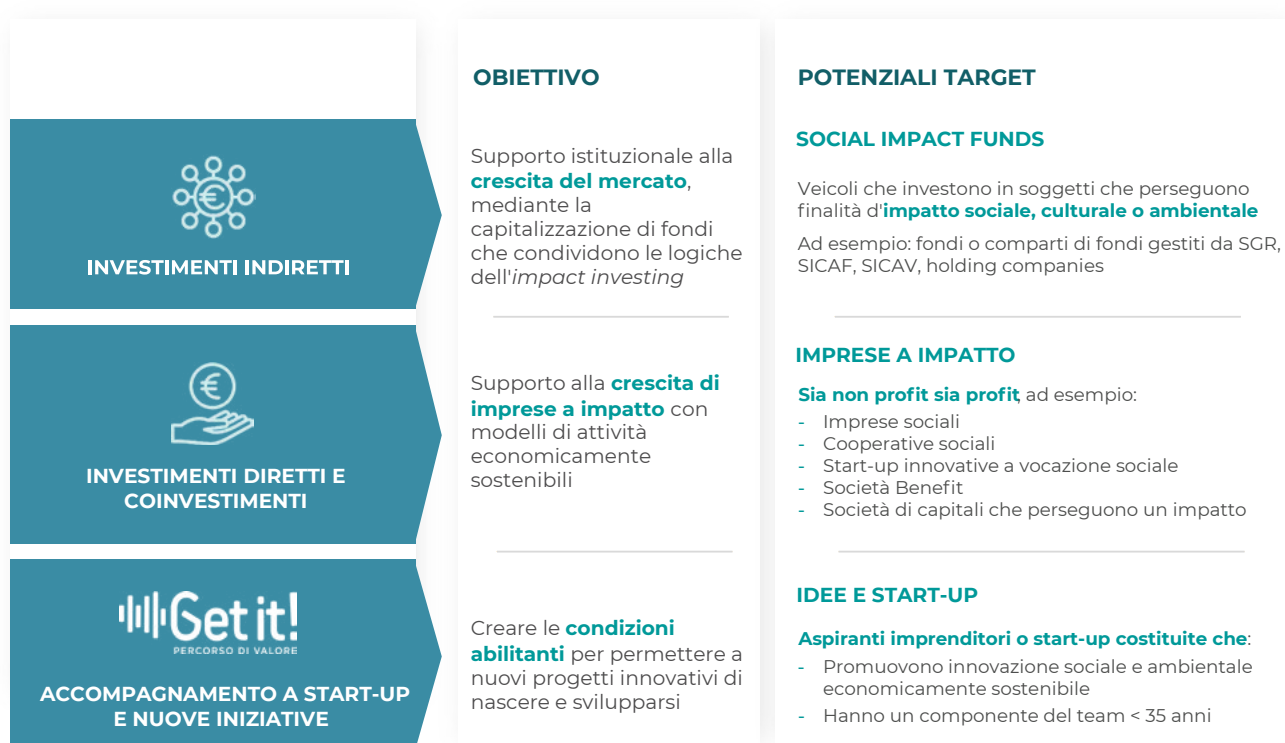 OBIETTIVO
POTENZIALI TARGET
INVESTIMENTI INDIRETTI
Supporto istituzionale alla
crescita del mercato,
mediante la
capitalizzazione di fondi
che condividono le logiche
dell'impact investing
SOCIAL IMPACT FUNDS
Veicoli che investono in soggetti che perseguono
finalità d'impatto sociale, culturale o ambientale
Ad esempio: fondi o comparti di fondi gestiti da SGR,
SICAF, SICAV, holding companies
INVESTIMENTI DIRETTI E
COINVESTIMENTI
Supporto alla crescita di
imprese a impatto con
modelli di attività
economicamente
sostenibili
IMPRESE A IMPATTO
Sia non profit sia profit, ad esempio:
- Imprese sociali
- Cooperative sociali
- Start-up innovative a vocazione sociale
- Società Benefit
- Società di capitali che perseguono un impatto
Get it!
PERCORSO DI VALORE
ACCOMPAGNAMENTO A START-UP
E NUOVE INIZIATIVE
Creare le condizioni
abilitanti per permettere a
nuovi progetti innovativi di
nascere e svilupparsi
IDEE E START-UP
Aspiranti imprenditori o start-up costituite che:
- Promuovono innovazione sociale e ambientale
economicamente sostenibile
- Hanno un componente del team < 35 anni